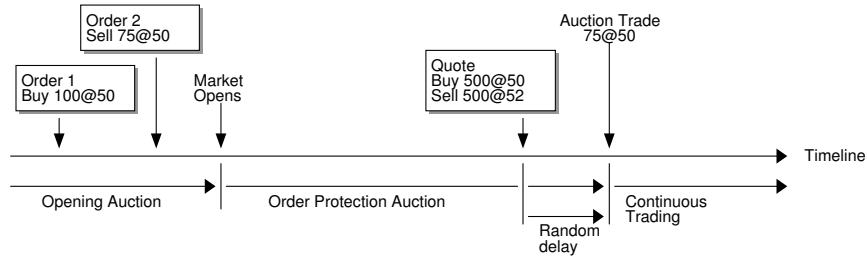 Order 2
Sell 75@50
Auction Trade
75@50
Order 1
Buy 100@50
Market
Opens
Quote
Buy 500@50
Sell 500@52
Timeline
Opening Auction
Order Protection Auction
Continuous
Trading
Random
delay